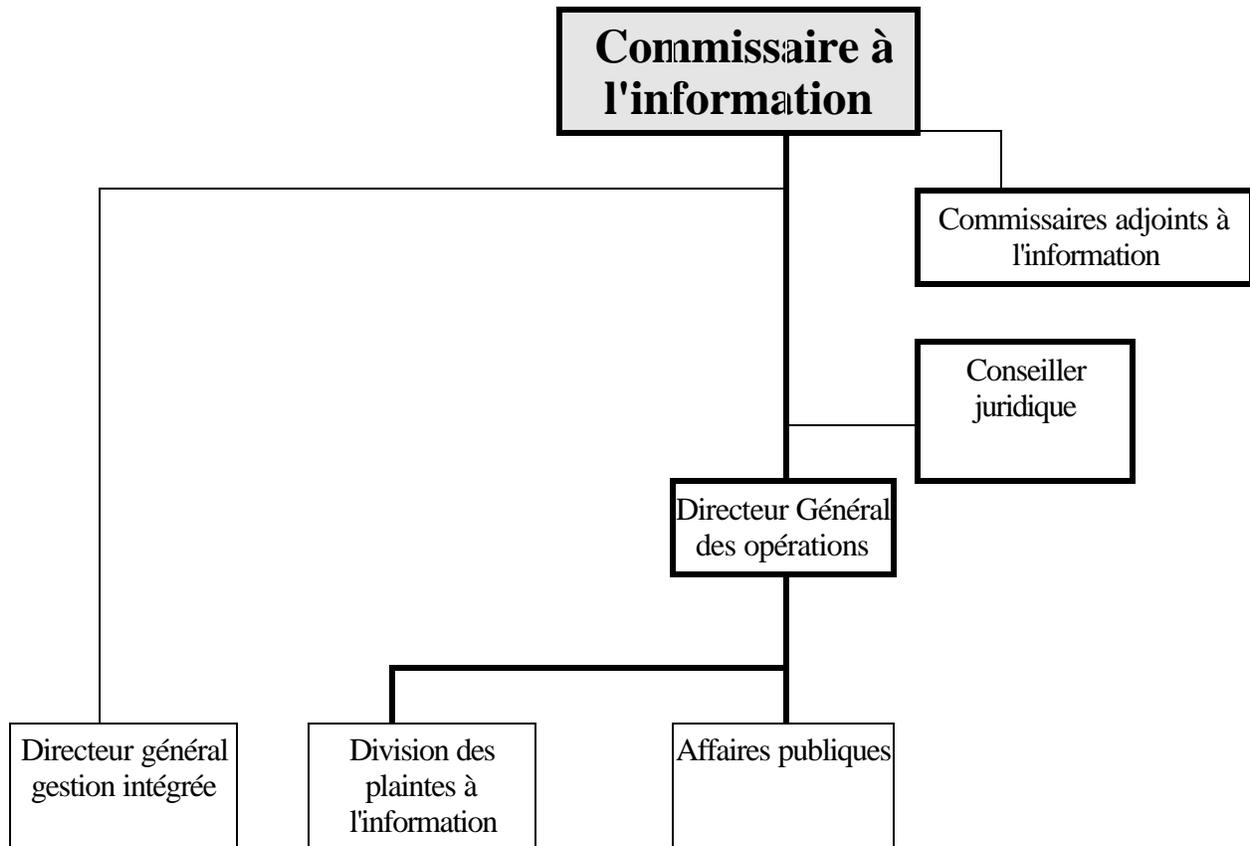 Commissaire à
l'information
Commissaires adjoints à
l'information
Conseiller
juridique
Directeur Général
des opérations
Directeur général
gestion intégrée
Division des
plaintes à
l'information
Affaires publiques